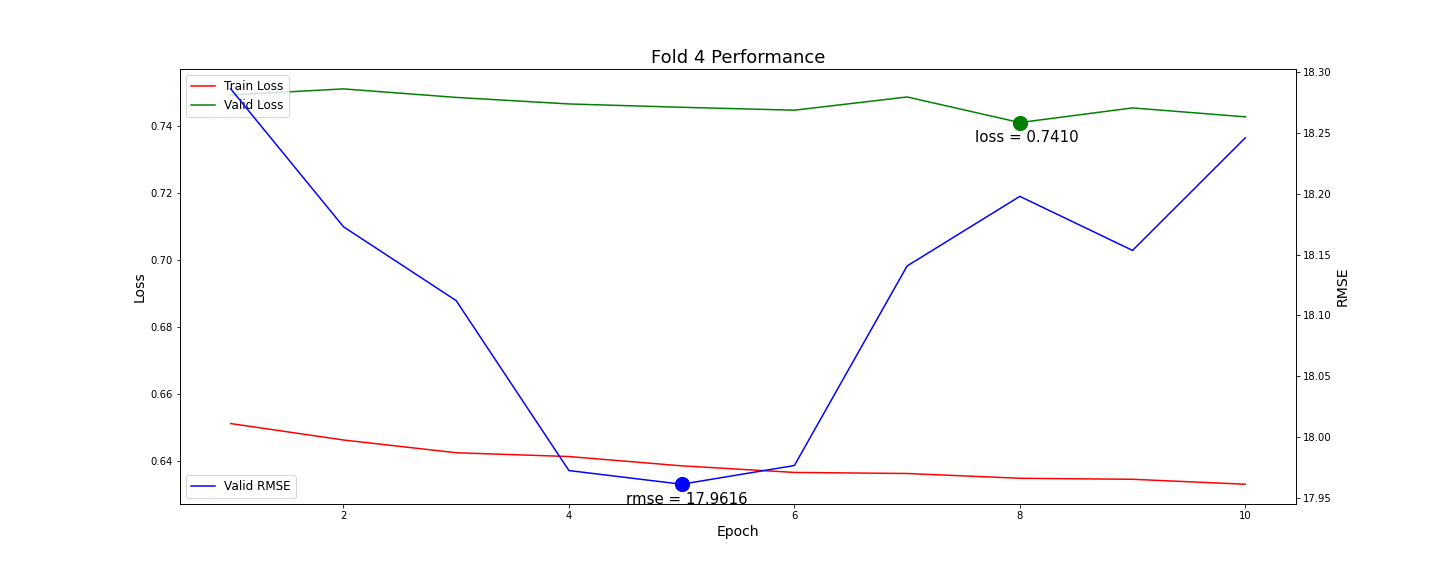 Fold 4 Performance
Train Loss
Valid Loss
Valid RMSE
loss = 0.7410
rmse = 17.9616
0.74
0.72
0.70
0.68
0.66
0.64
Loss
18.30
18.25
18.20
18.15
18.10
18.05
18.00
17.95
RMSE
2 4 6 8 10
Epoch